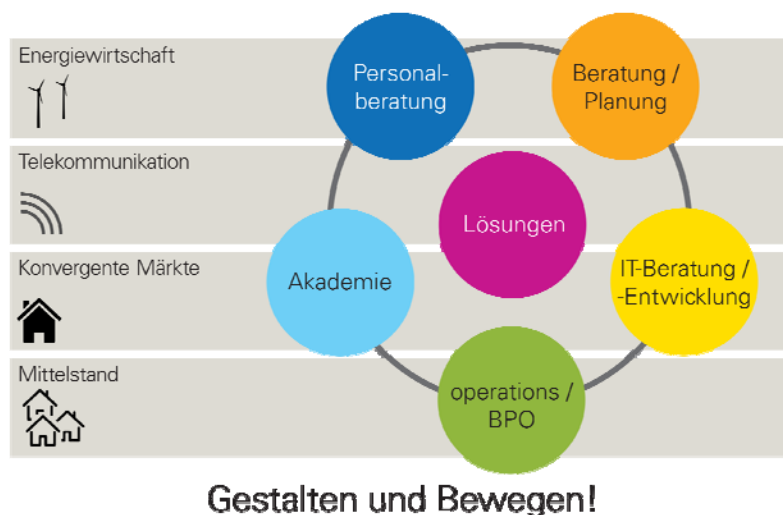 Energiewirtschaft
Personal-
beratung
Beratung /
Planung
Telekommunikation
Lösungen
Konvergente Märkte
Akademie
IT-Beratung /
-Entwicklung
Mittelstand
operations /
BPO
Gestalten und Bewegen!